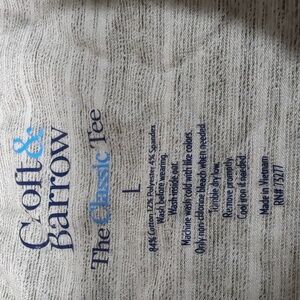 Croft &
Barrow
The Classic Tee
L
84% Cotton 12% Polyester 4% Spandex
Wash before wearing.
Wash inside out.
Machine wash cold with like colors.
Only non-chlorine bleach when needed.
Tumble dry low.
Remove promptly.
Cool iron if needed.
Made in Vietnam
RN# 73277